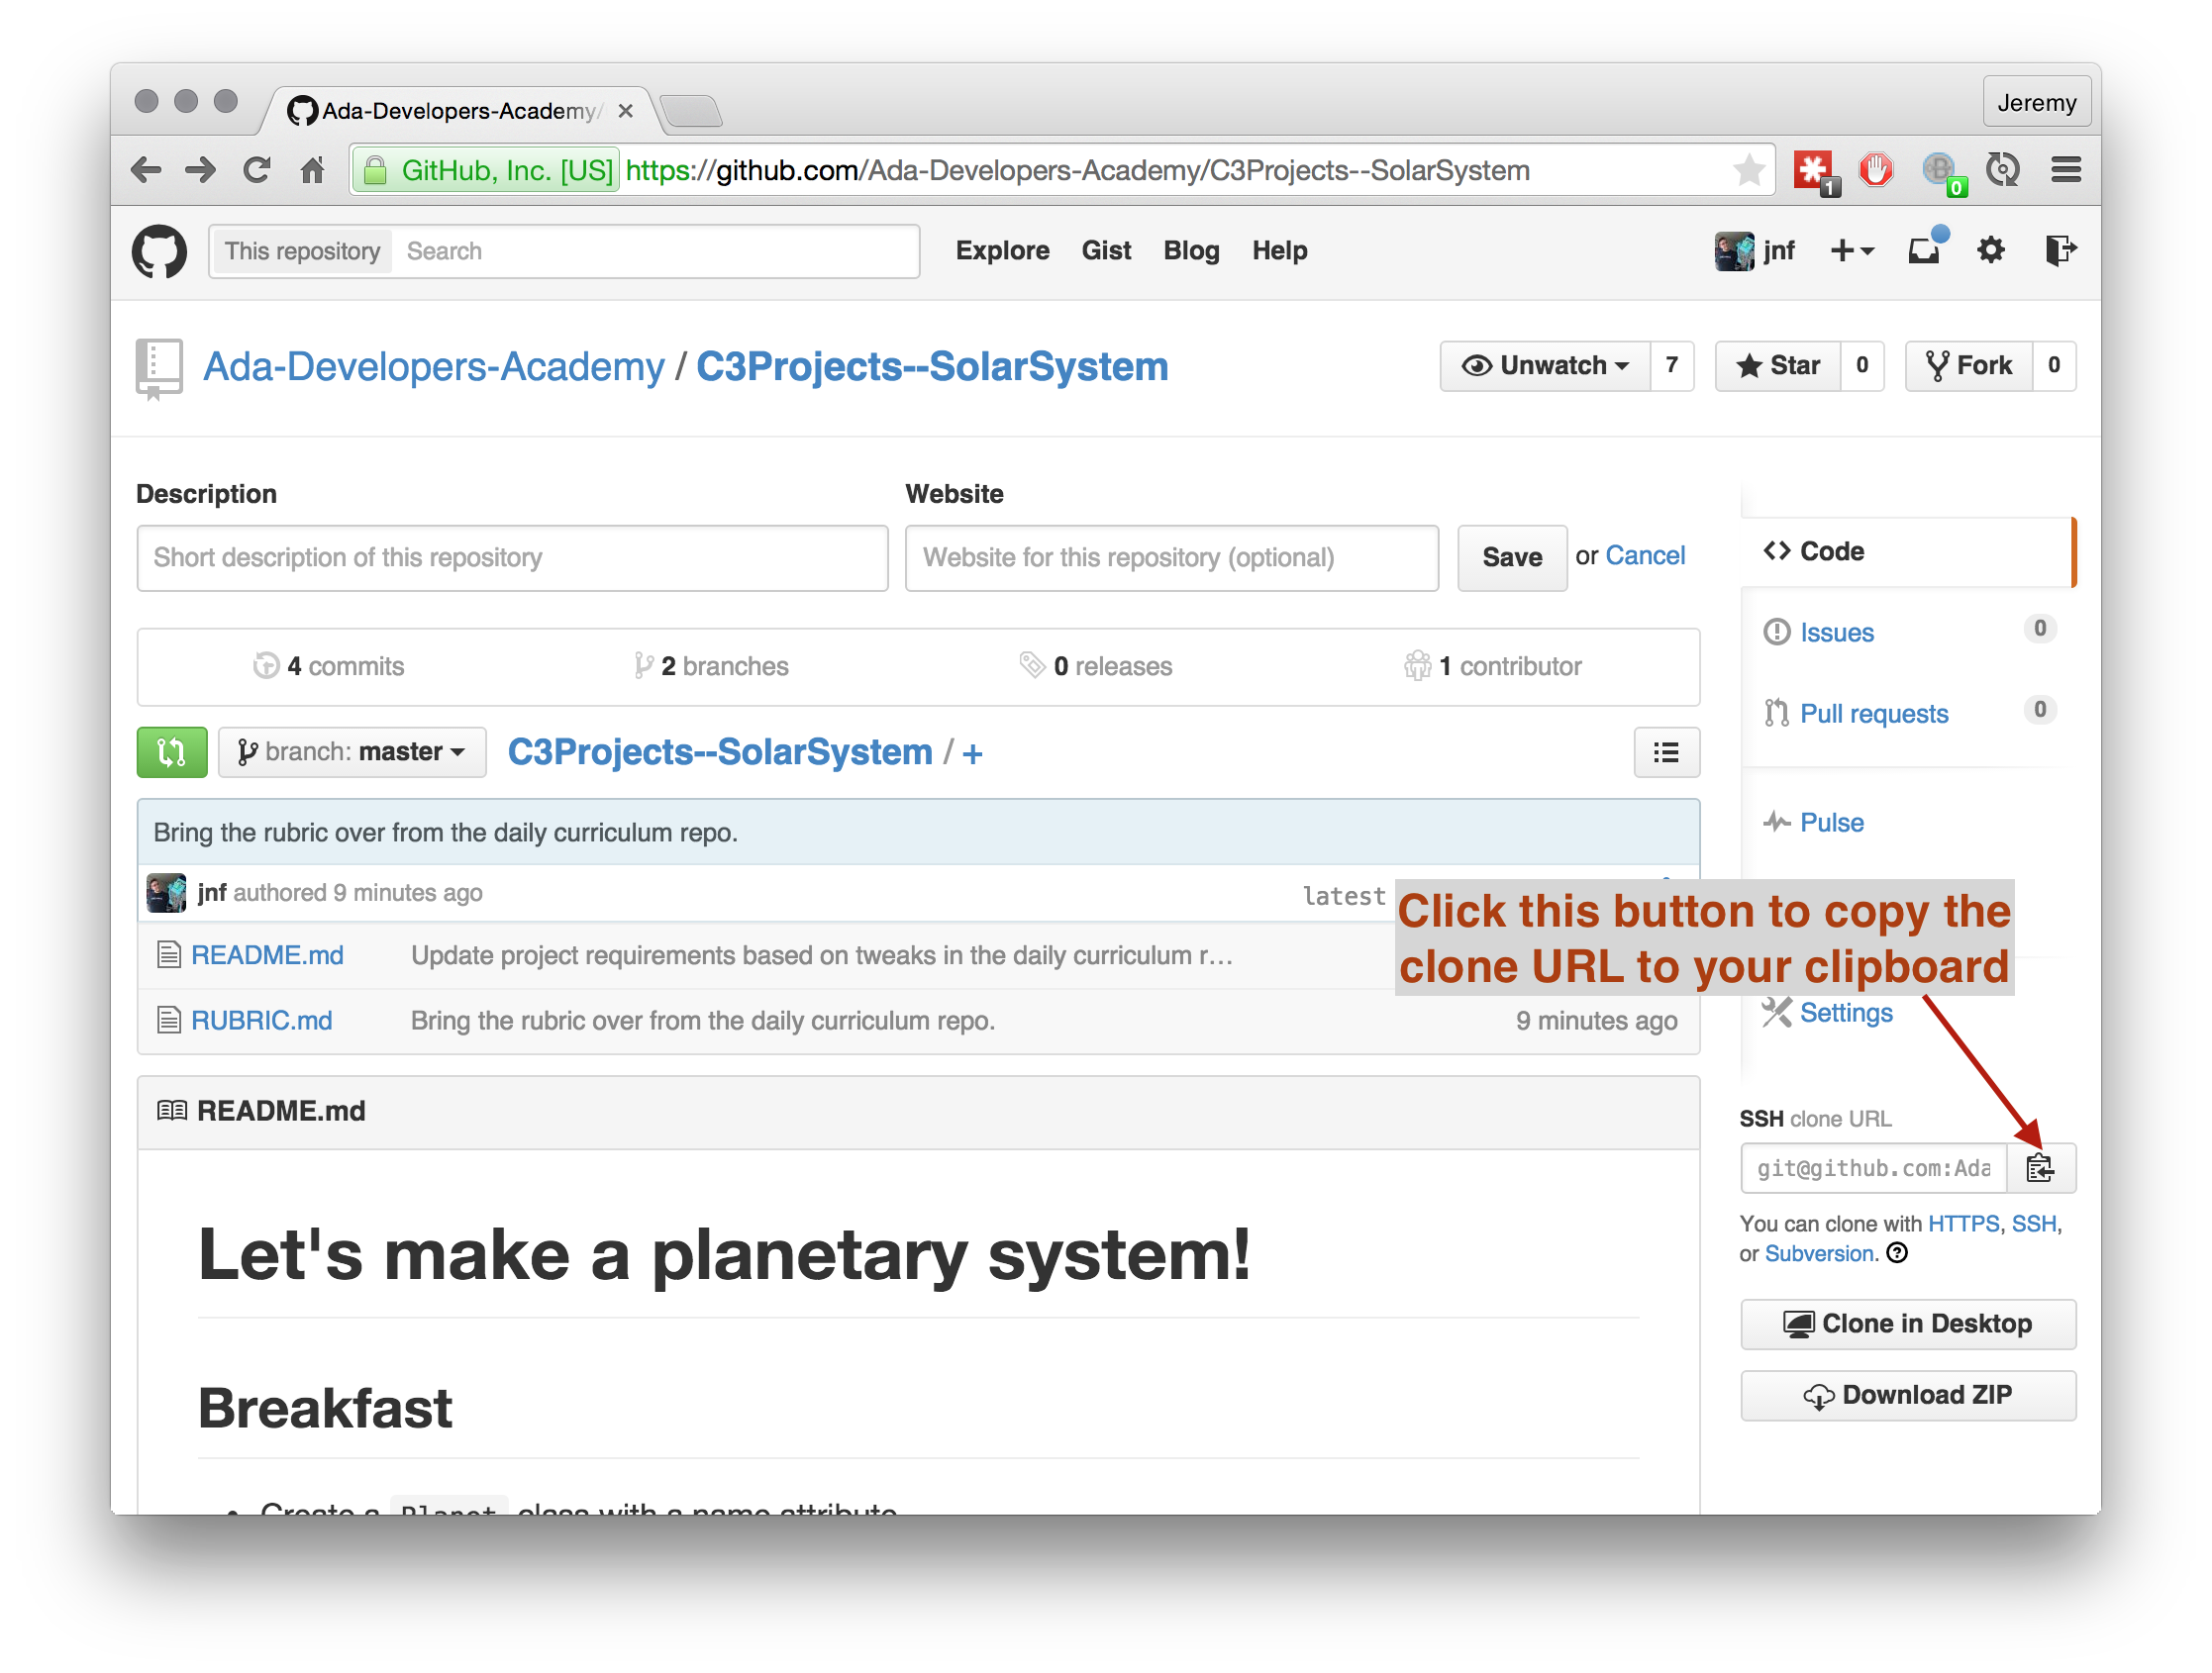 Ada-Developers-Academy/
Jeremy
GitHub, Inc. [US] https://github.com/Ada-Developers-Academy/C3Projects--SolarSystem
1
0
This repository Search
Explore Gist Blog Help
jnf
Ada-Developers-Academy / C3Projects--SolarSystem
Unwatch 7 Star 0 Fork 0
Description
Website
Short description of this repository
Website for this repository (optional)
Save or Cancel
Code
Issues 0
Pull requests 0
4 commits
2 branches
0 releases
1 contributor
branch: master
C3Projects--SolarSystem / +
Pulse
Bring the rubric over from the daily curriculum repo.
jnf authored 9 minutes ago
latest
Click this button to copy the
clone URL to your clipboard
README.md Update project requirements based on tweaks in the daily curriculum r…
RUBRIC.md Bring the rubric over from the daily curriculum repo. 9 minutes ago
Settings
README.md
SSH clone URL
git@github.com:Ada
You can clone with HTTPS, SSH,
or Subversion.
Clone in Desktop
Download ZIP
Let's make a planetary system!
Breakfast
Create a Planet class with a name attribute